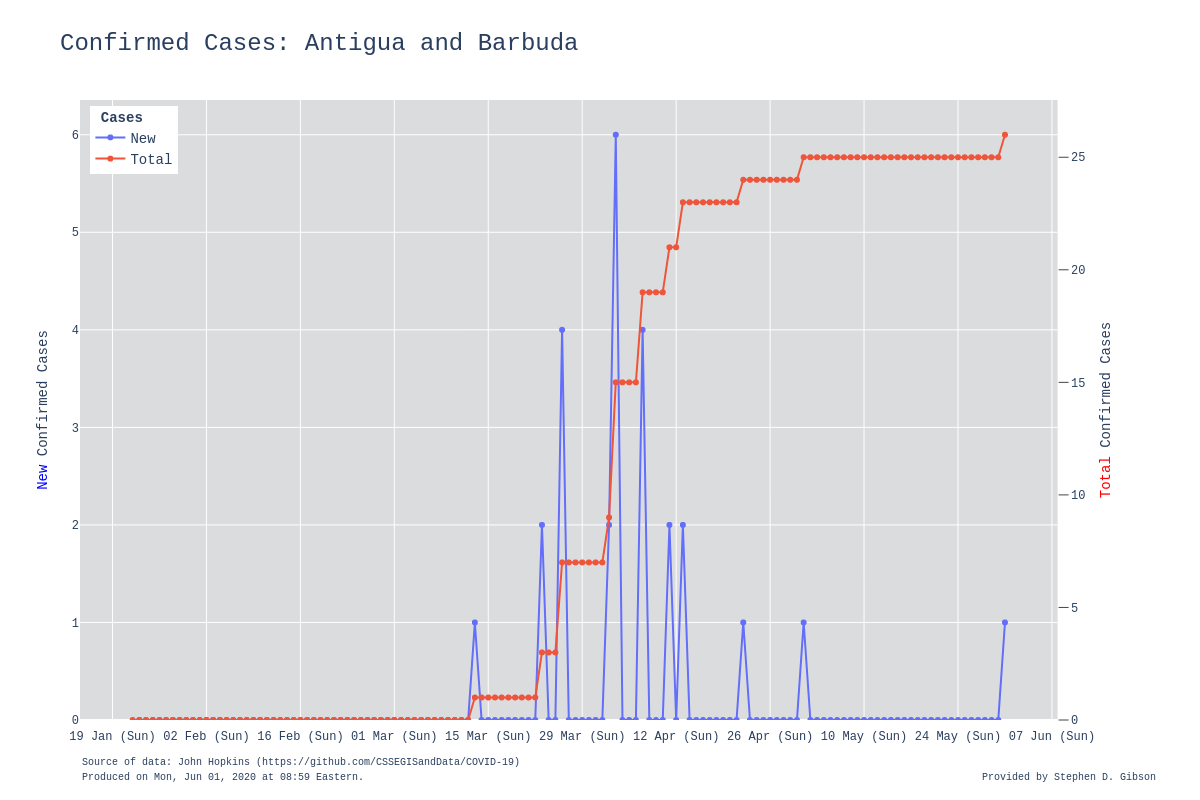 Confirmed Cases: Antigua and Barbuda
Cases
New
Total
6
5
4
3
2
1
0
New Confirmed Cases
25
20
15
10
5
0
Total Confirmed Cases
19 Jan (Sun) 02 Feb (Sun) 16 Feb (Sun) 01 Mar (Sun) 15 Mar (Sun) 29 Mar (Sun) 12 Apr (Sun) 26 Apr (Sun) 10 May (Sun) 24 May (Sun) 07 Jun (Sun)
Source of data: John Hopkins (https://github.com/CSSEGISandData/COVID-19)
Produced on Mon, Jun 01, 2020 at 08:59 Eastern.
Provided by Stephen D. Gibson